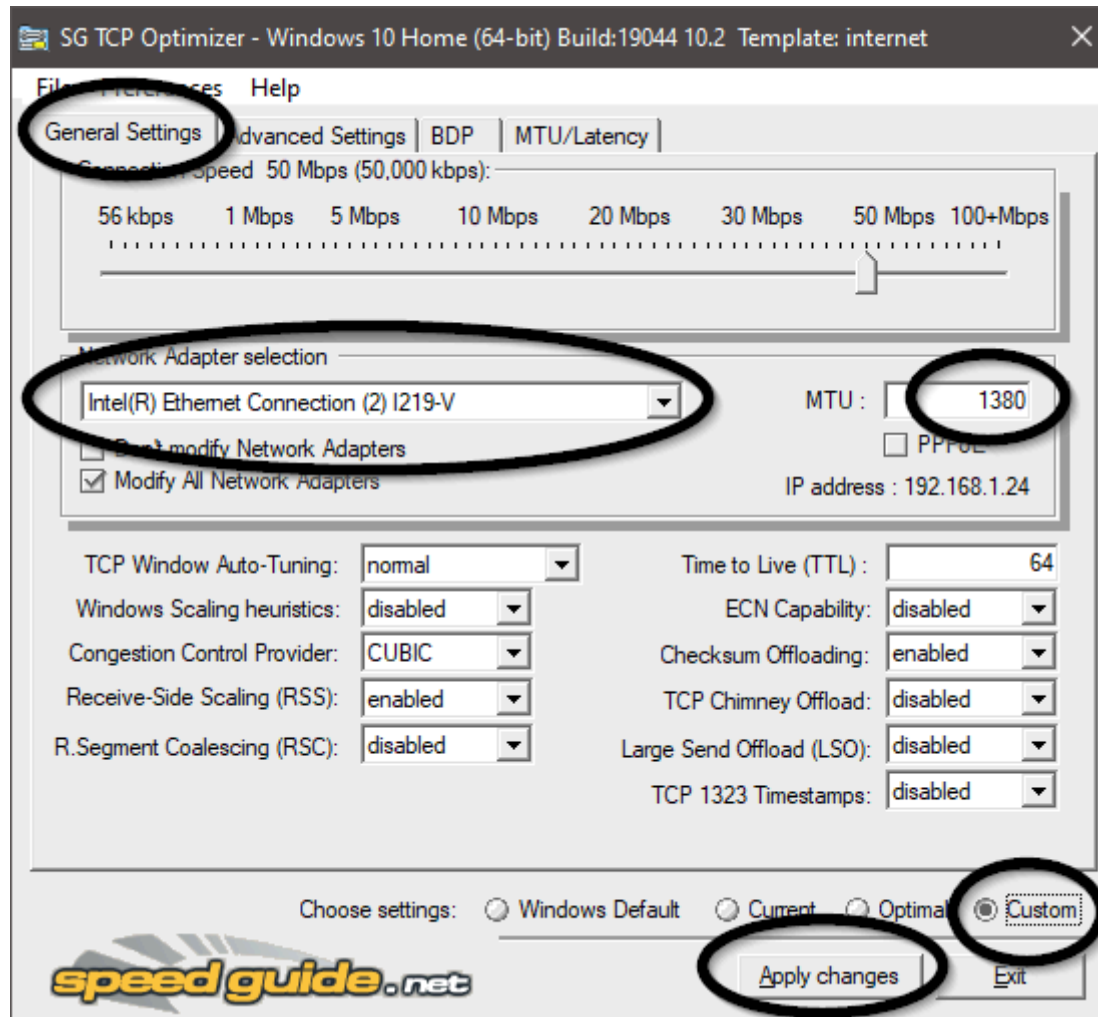 SG TCP Optimizer - Windows 10 Home (64-bit) Build:19044 10.2 Template: internet
File Preferences Help
General Settings Advanced Settings BDP MTU/Latency
Connection Speed 50 Mbps (50,000 kbps):
56 kbps 1 Mbps 5 Mbps 10 Mbps 20 Mbps 30 Mbps 50 Mbps 100+Mbps
Network Adapter selection
Intel(R) Ethernet Connection (2) I219-V MTU : 1380
Don't modify Network Adapters PPPoE
Modify All Network Adapters IP address : 192.168.1.24
TCP Window Auto-Tuning: normal Time to Live (TTL) : 64
Windows Scaling heuristics: disabled ECN Capability: disabled
Congestion Control Provider: CUBIC Checksum Offloading: enabled
Receive-Side Scaling (RSS): enabled TCP Chimney Offload: disabled
R.Segment Coalescing (RSC): disabled Large Send Offload (LSO): disabled
TCP 1323 Timestamps: disabled
Choose settings: Windows Default Current Optimal Custom
speedguide.net Apply changes Exit